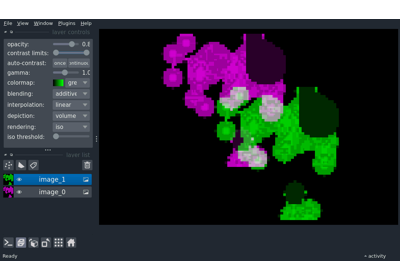 File View Window Plugins Help
layer controls
opacity: 0.8
contrast limits:
auto-contrast: once continuous
gamma: 1.0
colormap: gre
blending: additive
interpolation: linear
depiction: volume
rendering: iso
iso threshold:
layer list
image_1
image_0
Ready activity